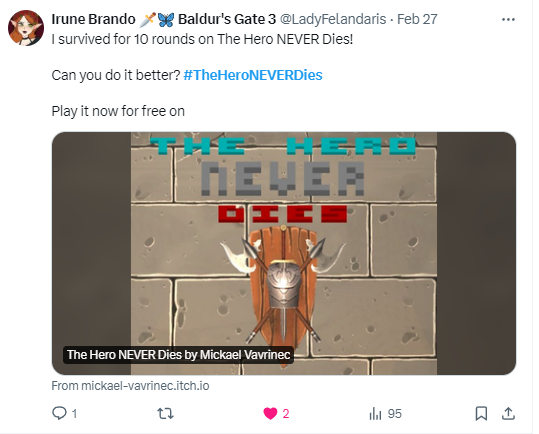 Irune Brando 🗡️🦋 Baldur's Gate 3 @LadyFelandaris · Feb 27
I survived for 10 rounds on The Hero NEVER Dies!
Can you do it better? #TheHeroNEVERDies
Play it now for free on
THE HERO
NEVER
DIES
The Hero NEVER Dies by Mickael Vavrinec
From mickael-vavrinec.itch.io
1 2 95